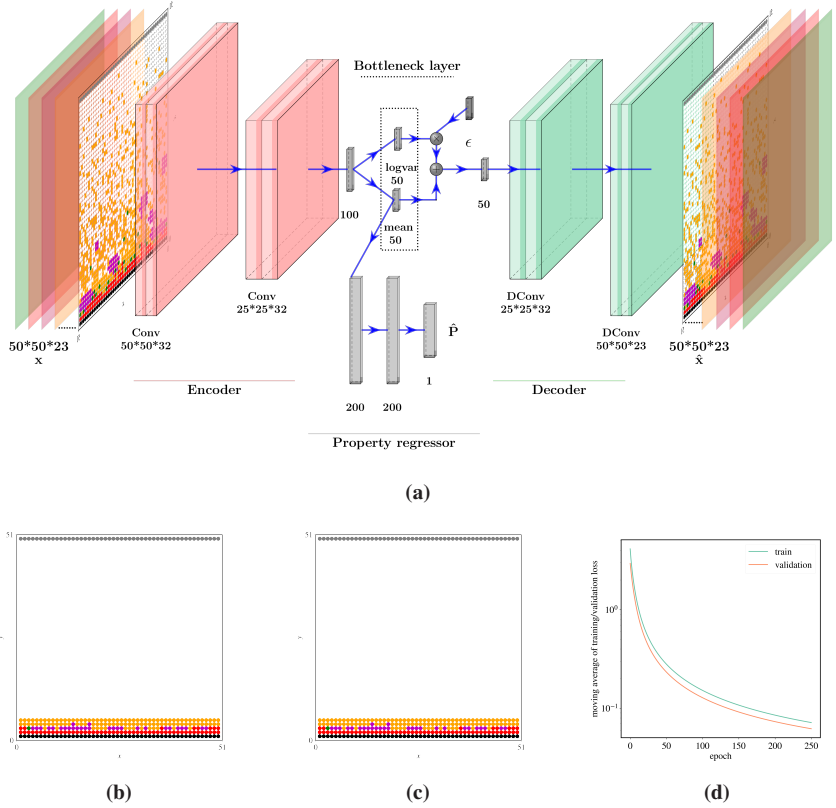 Bottleneck layer
ϵ
logvar
50
100
50
mean
50
Conv
25*25*32
DConv
25*25*32
Conv
50*50*32
DConv
50*50*23
50*50*23
x
50*50*23
x̂
P̂
1
200 200
Encoder
Decoder
Property regressor
(a)
51
0
x
51
(b)
51
y
0
x
51
(c)
moving average of training/validation loss
10⁰
10⁻¹
train
validation
0 50 100 150 200 250
epoch
(d)